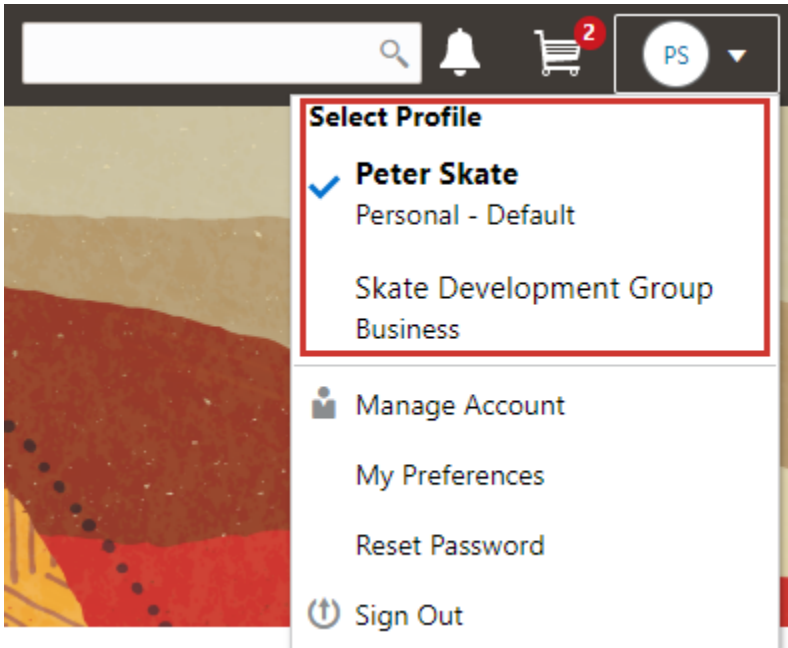 2
PS
Select Profile
Peter Skate
Personal - Default
Skate Development Group
Business
Manage Account
My Preferences
Reset Password
Sign Out